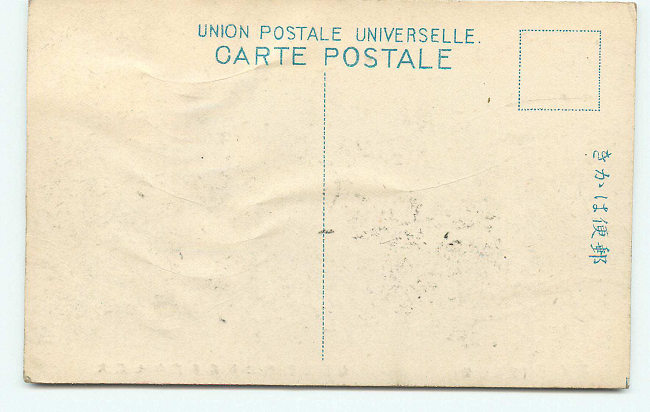 UNION POSTALE UNIVERSELLE.
CARTE POSTALE
郵便はかき